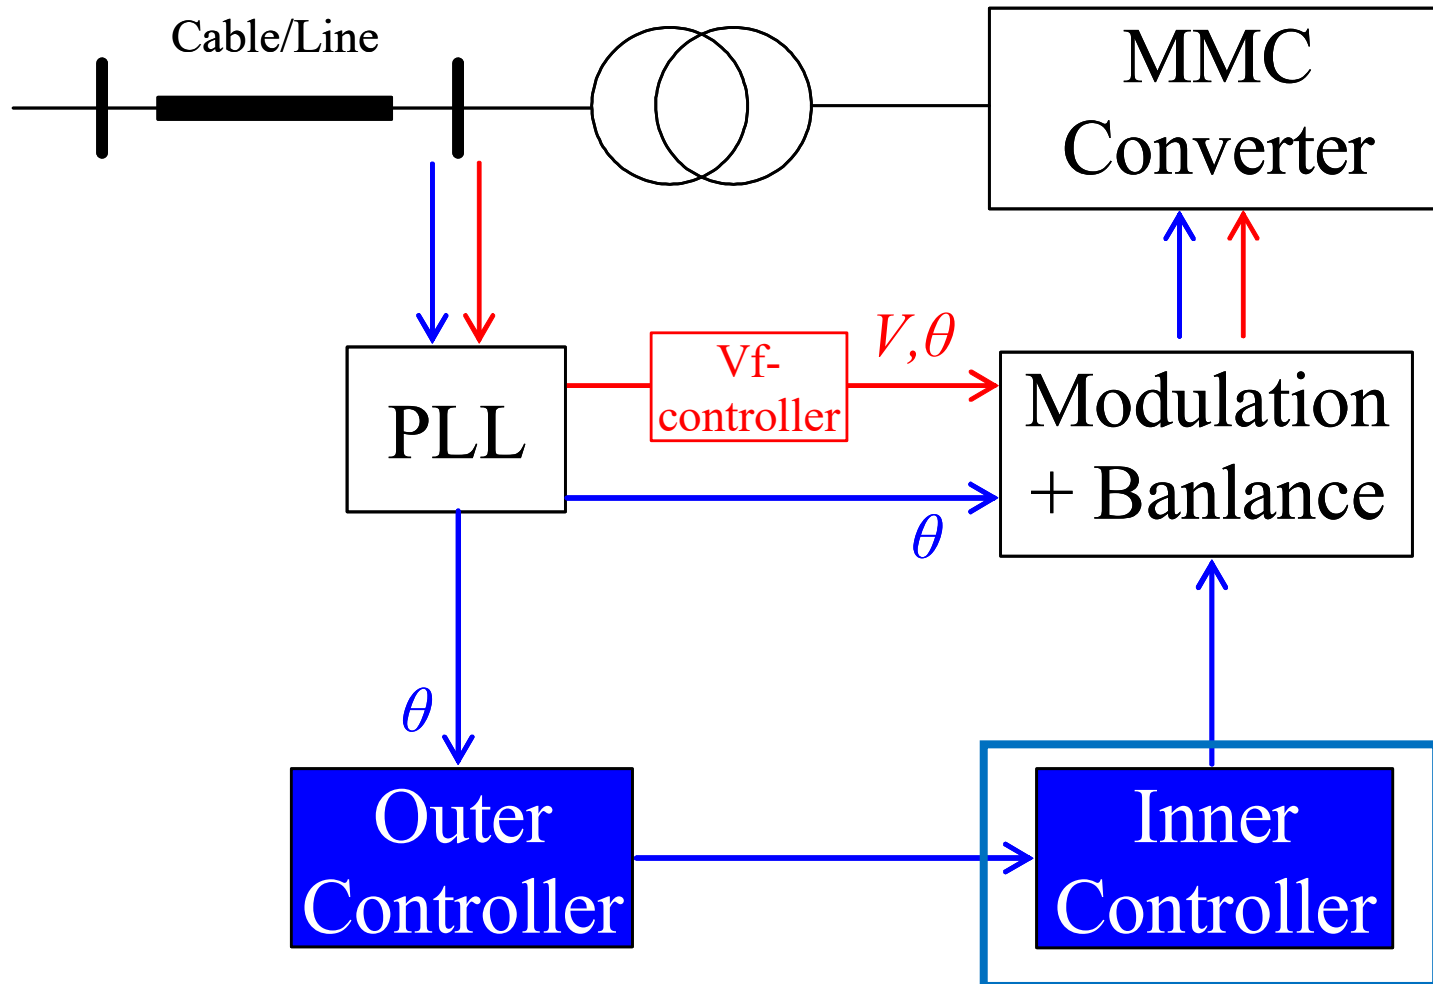 Cable/Line
MMC
Converter
V,θ
Vf-
controller
PLL
Modulation
+ Banlance
θ
θ
Outer
Controller
Inner
Controller